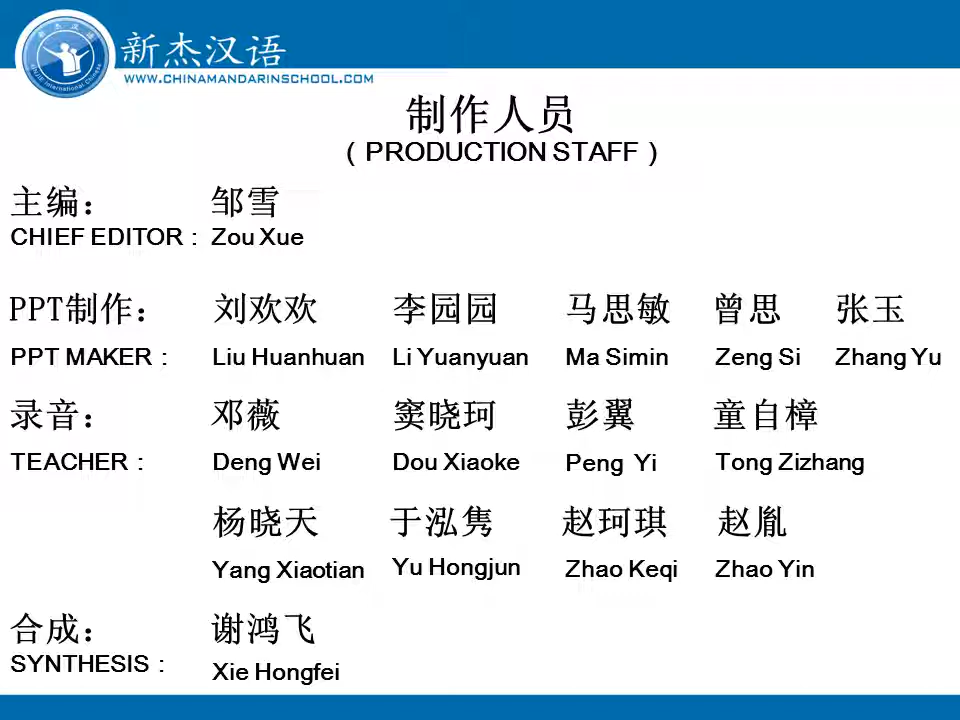 新杰汉语
WWW.CHINAMANDARINSCHOOL.COM
制作人员
（PRODUCTION STAFF）
主编： 邹雪
CHIEF EDITOR： Zou Xue
PPT制作： 刘欢欢 李园园 马思敏 曾思 张玉
PPT MAKER： Liu Huanhuan Li Yuanyuan Ma Simin Zeng Si Zhang Yu
录音： 邓薇 窦晓珂 彭翼 童自樟
TEACHER： Deng Wei Dou Xiaoke Peng Yi Tong Zizhang
杨晓天 于泓隽 赵珂琪 赵胤
Yang Xiaotian Yu Hongjun Zhao Keqi Zhao Yin
合成： 谢鸿飞
SYNTHESIS： Xie Hongfei